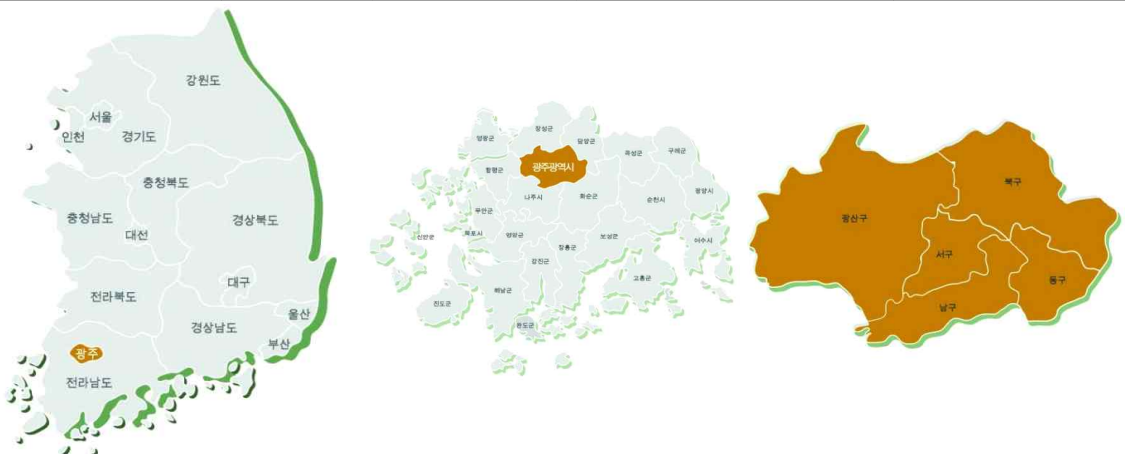 강원도
서울
인천
경기도
충청북도
충청남도
대전
경상북도
전라북도
대구
경상남도
울산
부산
광주
전라남도
영광군
장성군
담양군
곡성군
구례군
함평군
광주광역시
나주시
화순군
순천시
광양시
무안군
신안군
목포시
영암군
장흥군
보성군
여수시
강진군
해남군
고흥군
진도군
완도군
광산구
북구
서구
동구
남구